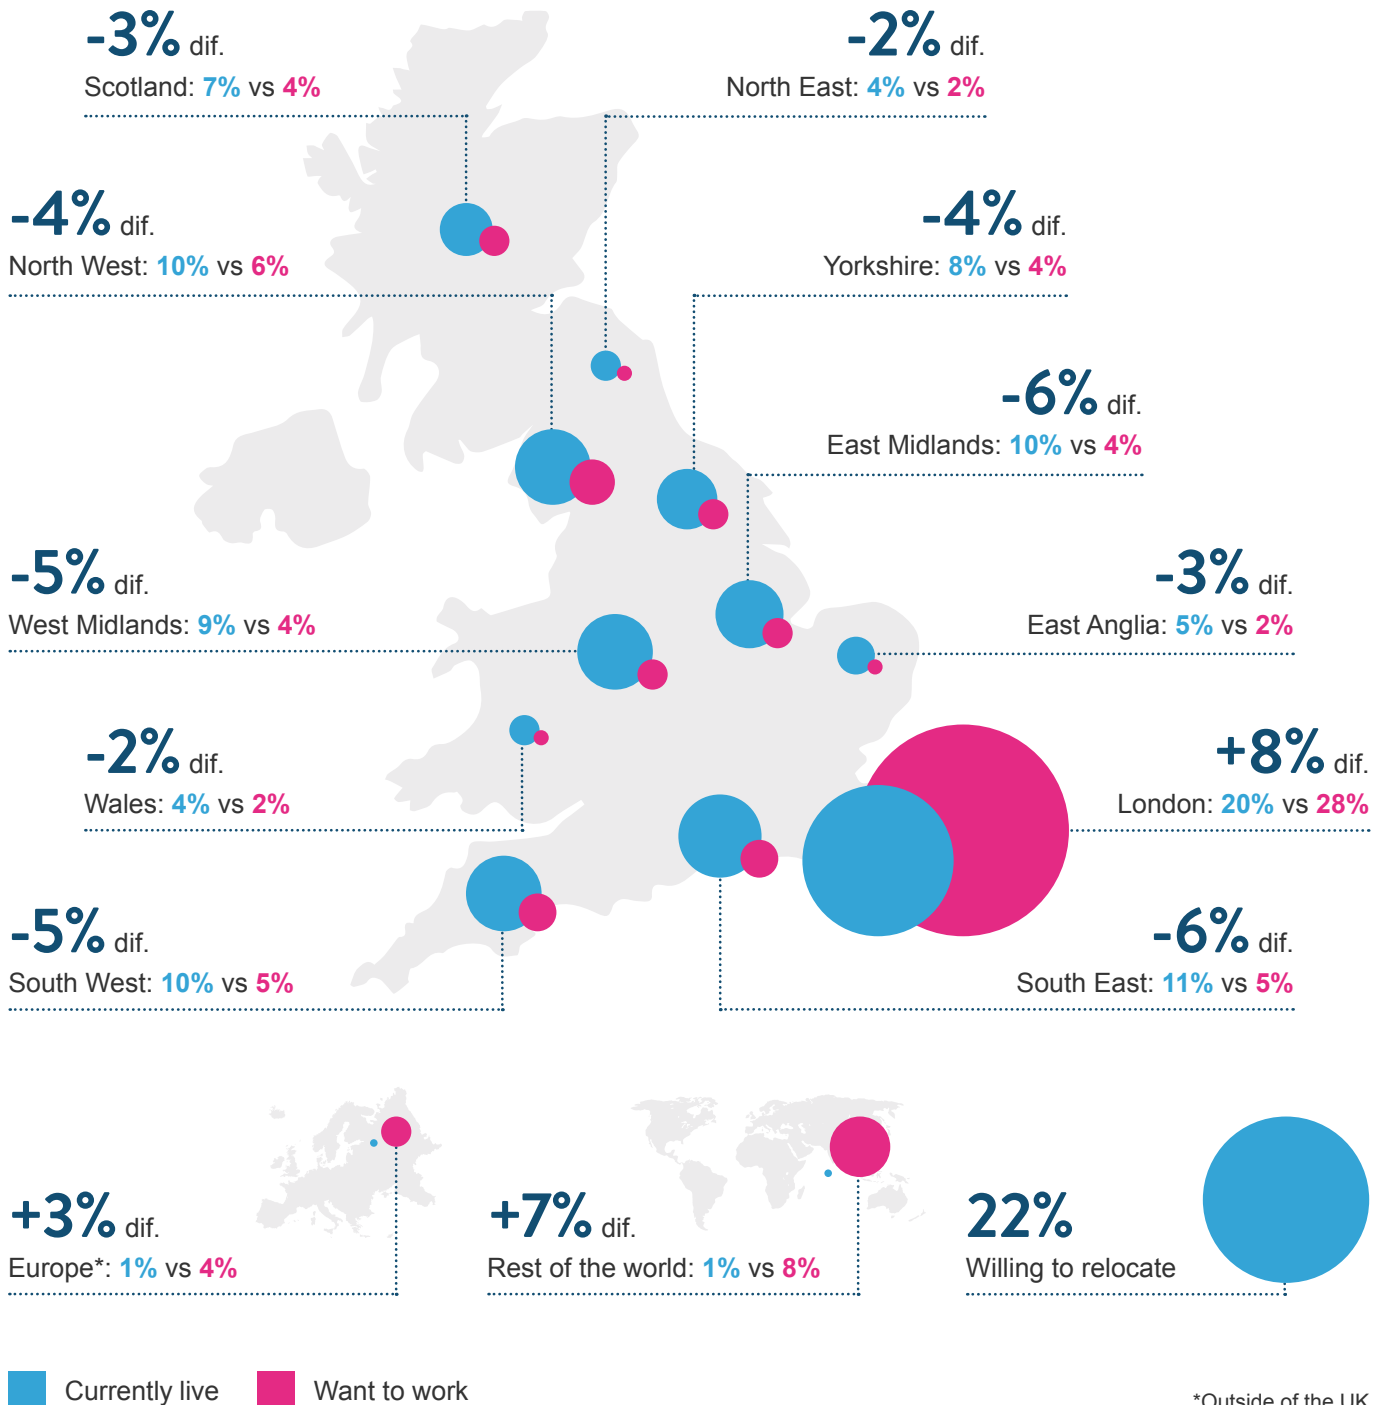 -3% dif.
Scotland: 7% vs 4%
-2% dif.
North East: 4% vs 2%
-4% dif.
North West: 10% vs 6%
-4% dif.
Yorkshire: 8% vs 4%
-6% dif.
East Midlands: 10% vs 4%
-5% dif.
West Midlands: 9% vs 4%
-3% dif.
East Anglia: 5% vs 2%
-2% dif.
Wales: 4% vs 2%
+8% dif.
London: 20% vs 28%
-5% dif.
South West: 10% vs 5%
-6% dif.
South East: 11% vs 5%
+3% dif.
Europe*: 1% vs 4%
+7% dif.
Rest of the world: 1% vs 8%
22%
Willing to relocate
Currently live
Want to work
*Outside of the UK